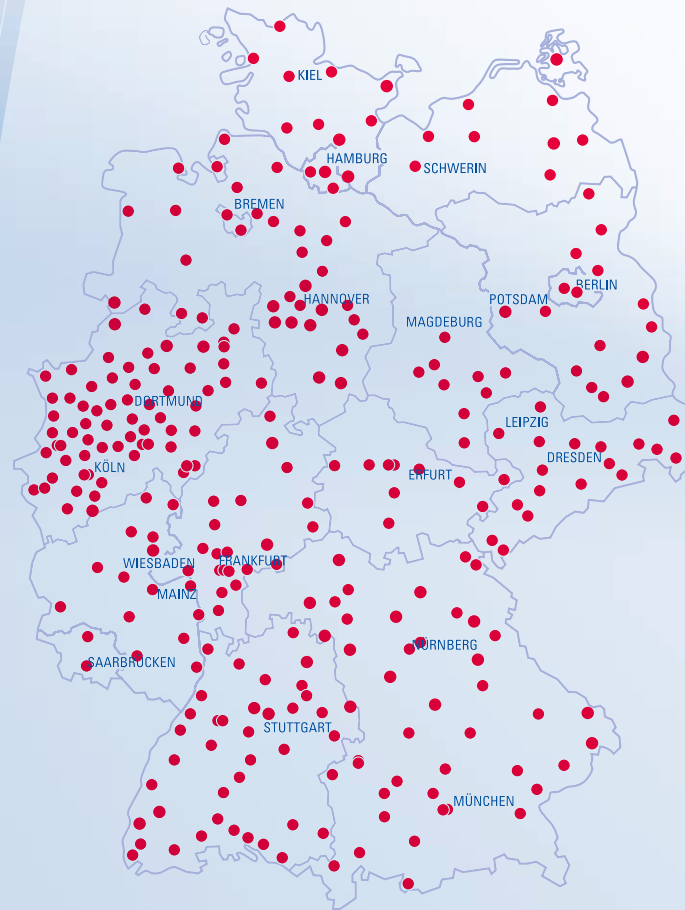 KIEL
HAMBURG
SCHWERIN
BREMEN
BERLIN
HANNOVER
POTSDAM
MAGDEBURG
DORTMUND
LEIPZIG
DRESDEN
KÖLN
ERFURT
WIESBADEN
FRANKFURT
MAINZ
NÜRNBERG
SAARBRÜCKEN
STUTTGART
MÜNCHEN